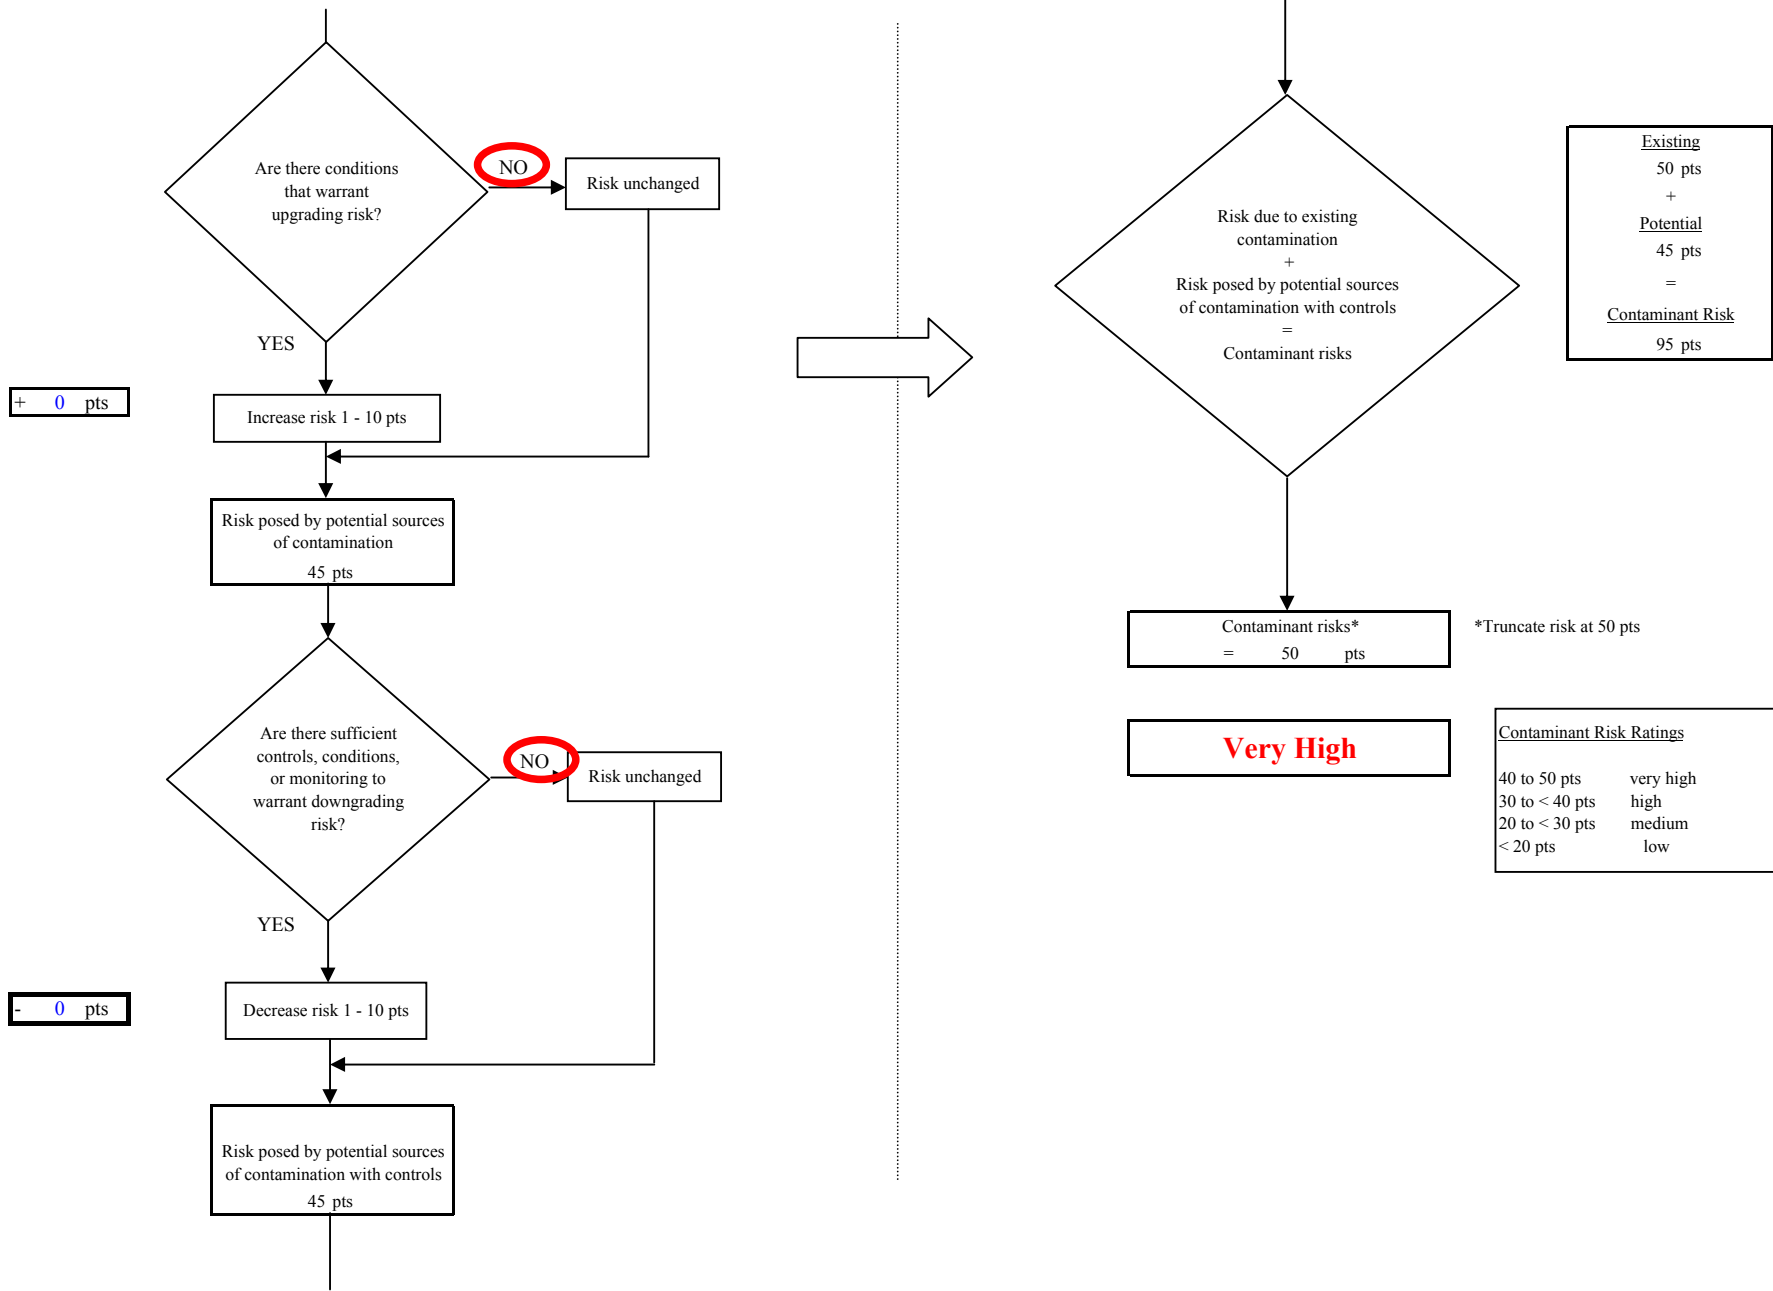 Are there conditions
that warrant
upgrading risk?
NO
Risk unchanged
YES
+ 0 pts
Increase risk 1 - 10 pts
Risk posed by potential sources
of contamination
45 pts
Are there sufficient
controls, conditions,
or monitoring to
warrant downgrading
risk?
NO
Risk unchanged
YES
- 0 pts
Decrease risk 1 - 10 pts
Risk posed by potential sources
of contamination with controls
45 pts
Risk due to existing
contamination
+
Risk posed by potential sources
of contamination with controls
=
Contaminant risks
Existing
50 pts
+
Potential
45 pts
=
Contaminant Risk
95 pts
Contaminant risks*
= 50 pts
*Truncate risk at 50 pts
Very High
Contaminant Risk Ratings
40 to 50 pts very high
30 to < 40 pts high
20 to < 30 pts medium
< 20 pts low